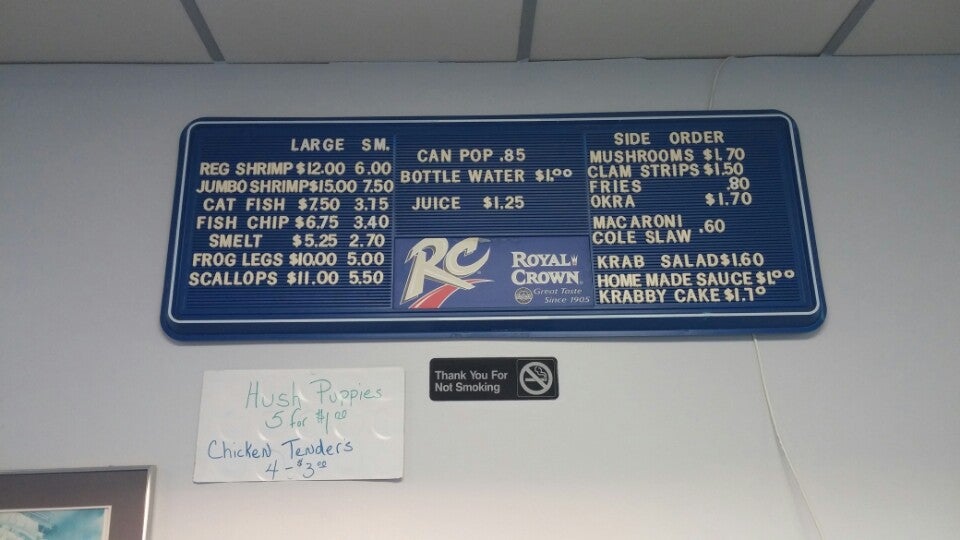 LARGE SM.
REG SHRIMP $12.00 6.00
JUMBO SHRIMP $15.00 7.50
CAT FISH $7.50 3.75
FISH CHIP $6.75 3.40
SMELT $5.25 2.70
FROG LEGS $10.00 5.00
SCALLOPS $11.00 5.50
CAN POP .85
BOTTLE WATER $1.00
JUICE $1.25
RC ROYAL CROWN
Great Taste
Since 1905
SIDE ORDER
MUSHROOMS $1.70
CLAM STRIPS $1.50
FRIES .80
OKRA $1.70
MACARONI
COLE SLAW .60
KRAB SALAD $1.60
HOME MADE SAUCE $1.00
KRABBY CAKE $1.70
Thank You For
Not Smoking
Hush Puppies
5 for $1.00
Chicken Tenders
4 - $3.00